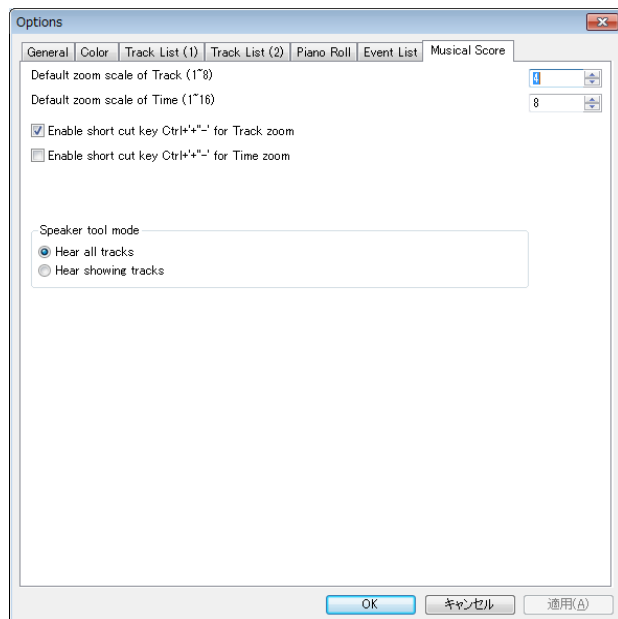 Options
General Color Track List (1) Track List (2) Piano Roll Event List Musical Score
Default zoom scale of Track (1~8) 4
Default zoom scale of Time (1~16) 8
Enable short cut key Ctrl+'+''-' for Track zoom
Enable short cut key Ctrl+'+''-' for Time zoom
Speaker tool mode
Hear all tracks
Hear showing tracks
OK キャンセル 適用(A)